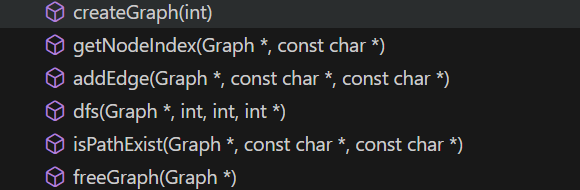 createGraph(int)
getNodeIndex(Graph *, const char *)
addEdge(Graph *, const char *, const char *)
dfs(Graph *, int, int, int *)
isPathExist(Graph *, const char *, const char *)
freeGraph(Graph *)